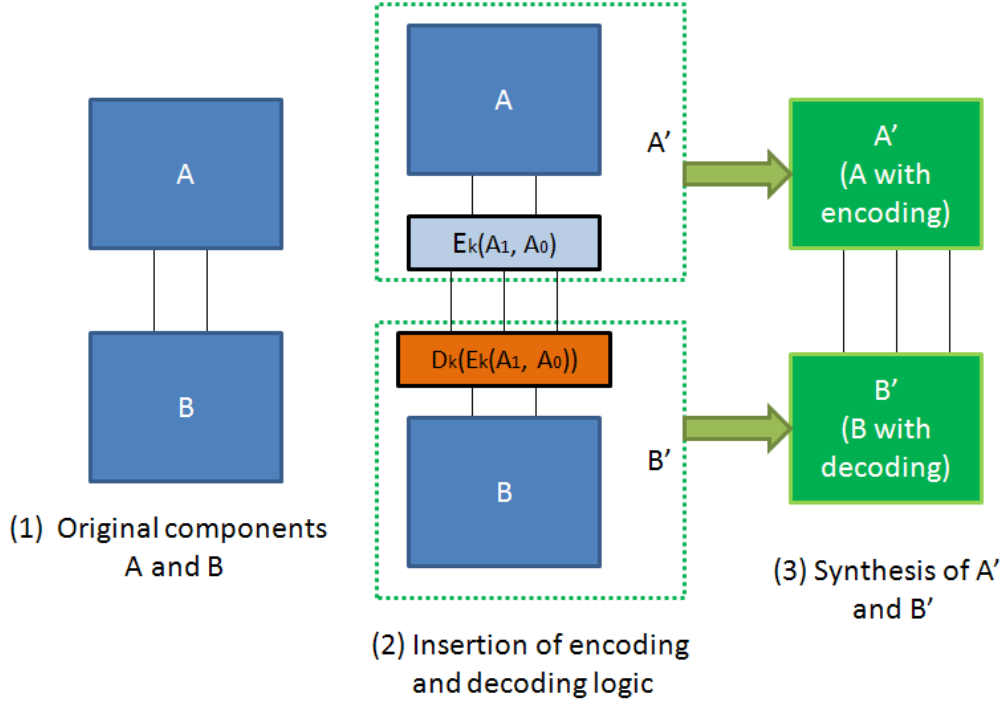 A
B
(1) Original components
A and B
A
A’
Eₖ(A₁, A₀)
Dₖ(Eₖ(A₁, A₀))
B’
B
(2) Insertion of encoding
and decoding logic
A’
(A with
encoding)
B’
(B with
decoding)
(3) Synthesis of A’
and B’